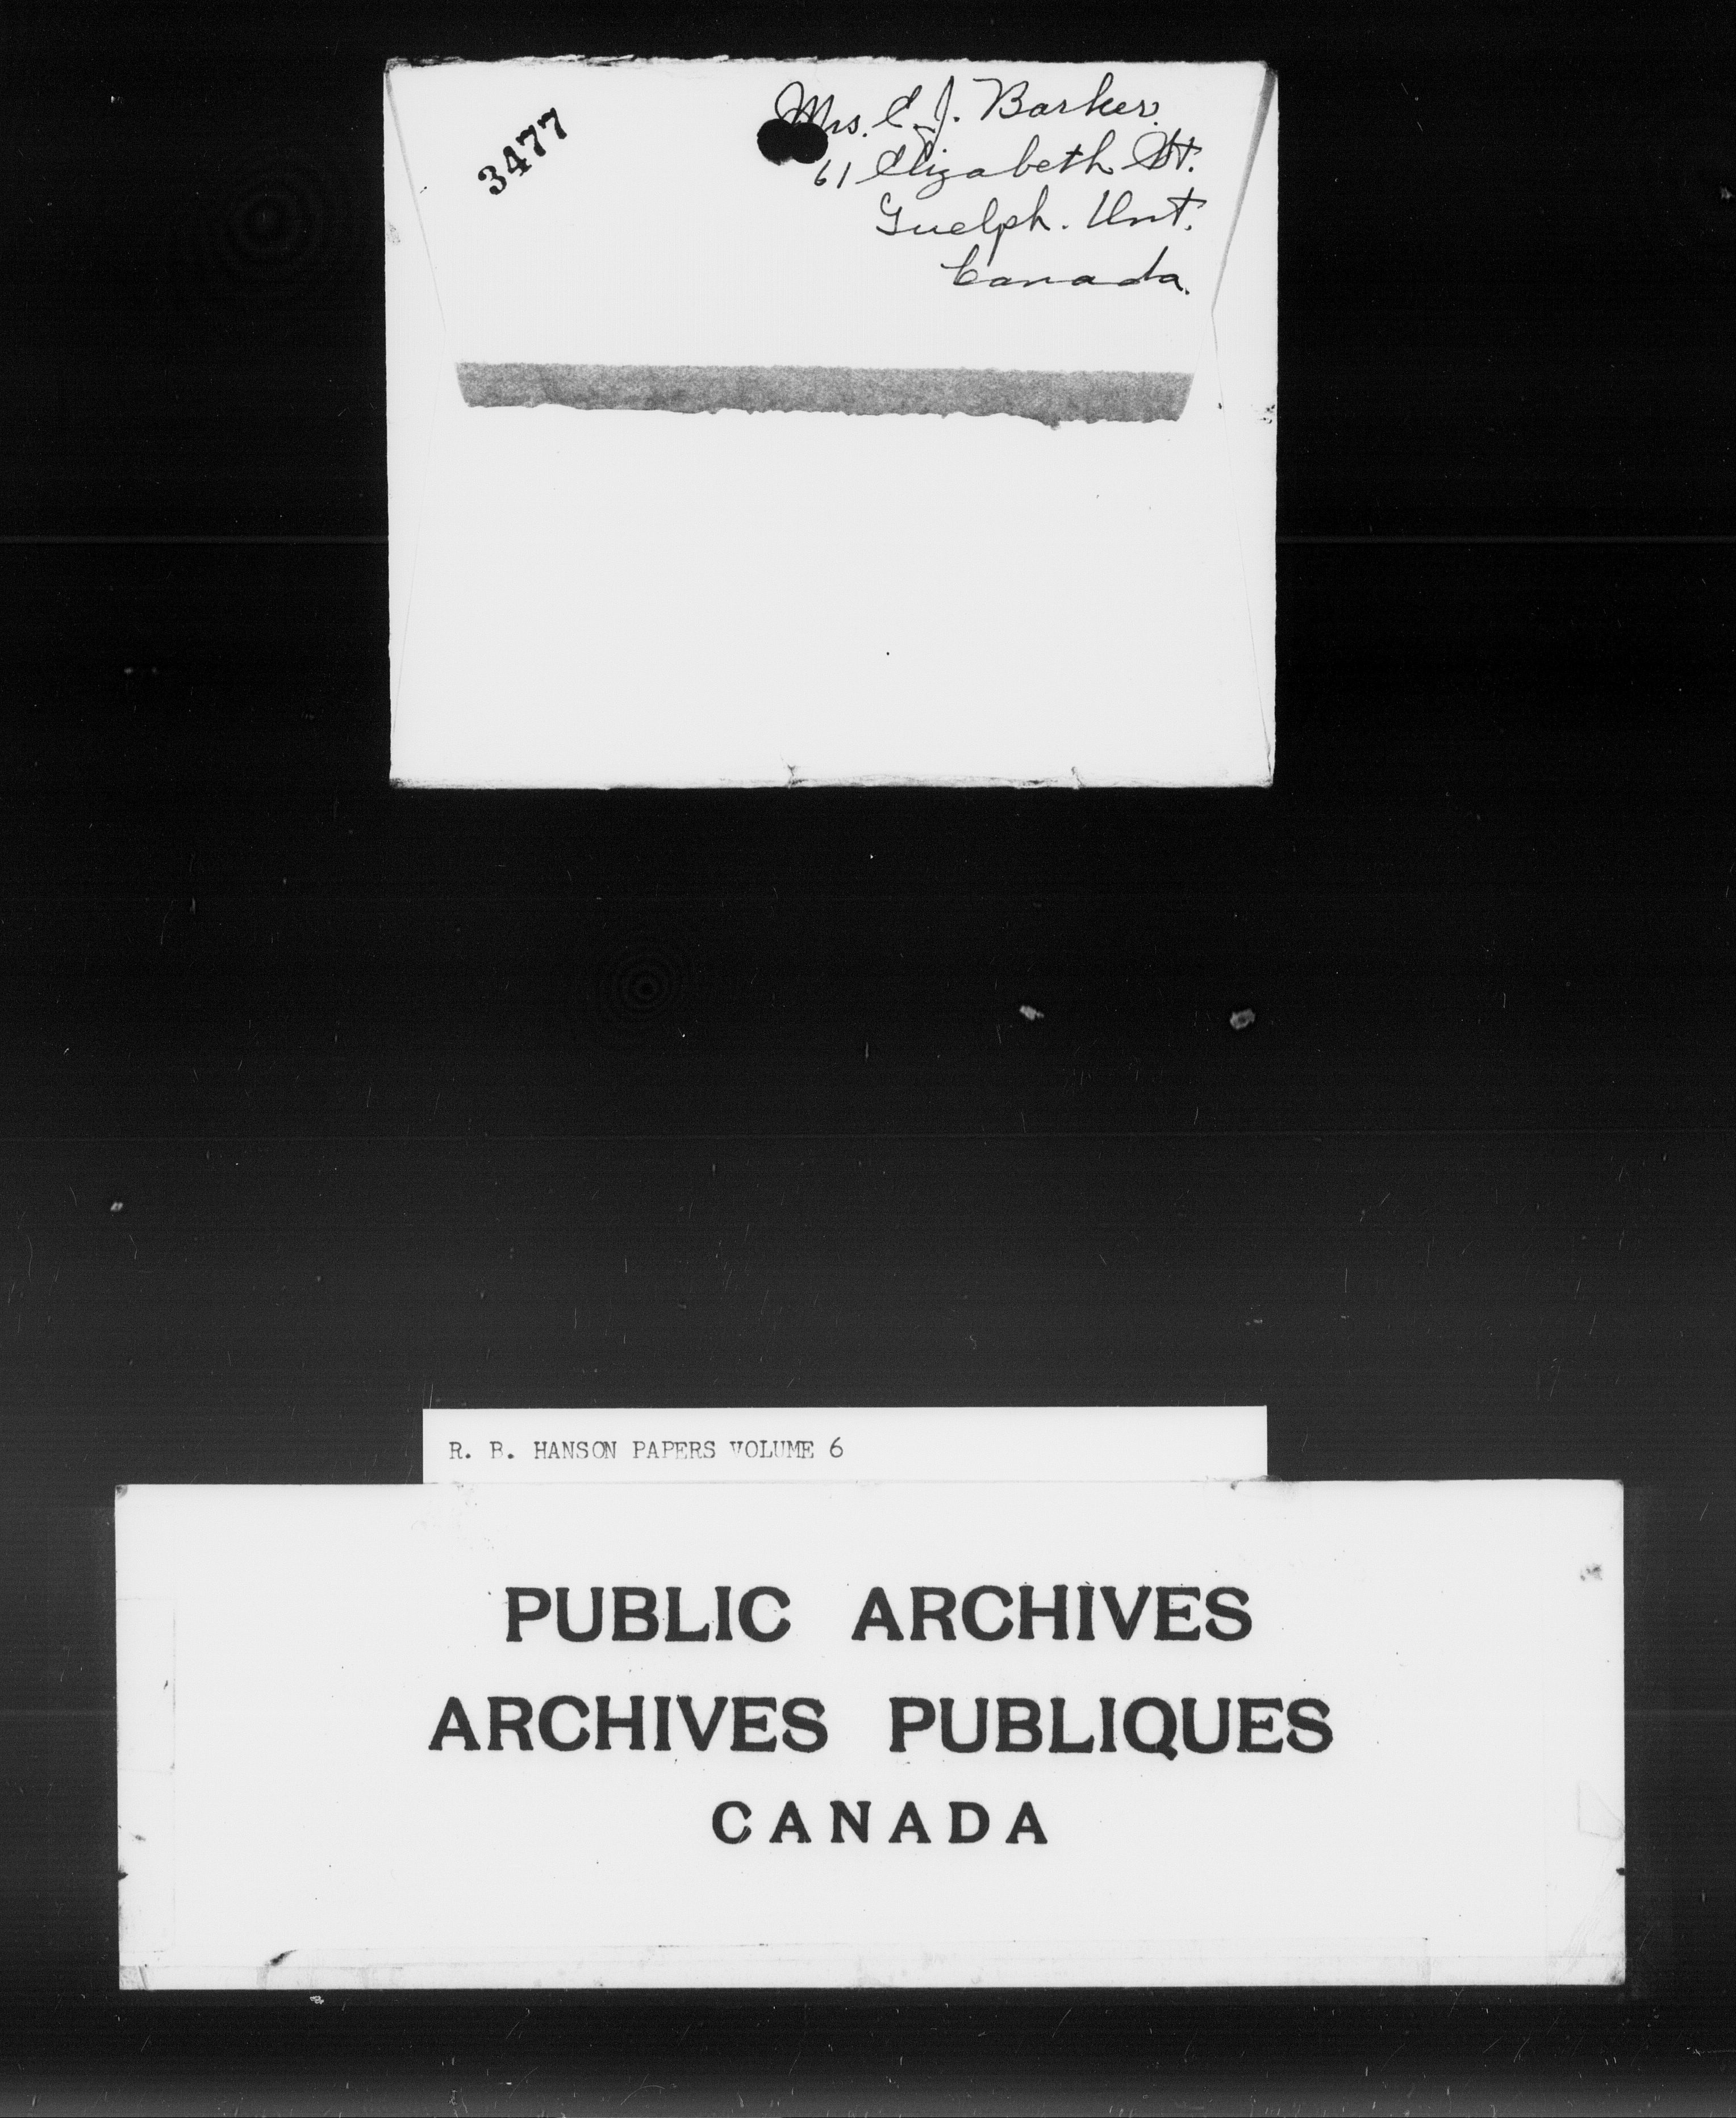 3477
Mrs. E. J. Barker.
61 Elizabeth St.
Guelph. Ont.
Canada.
R. B. HANSON PAPERS VOLUME 6
PUBLIC ARCHIVES
ARCHIVES PUBLIQUES
CANADA